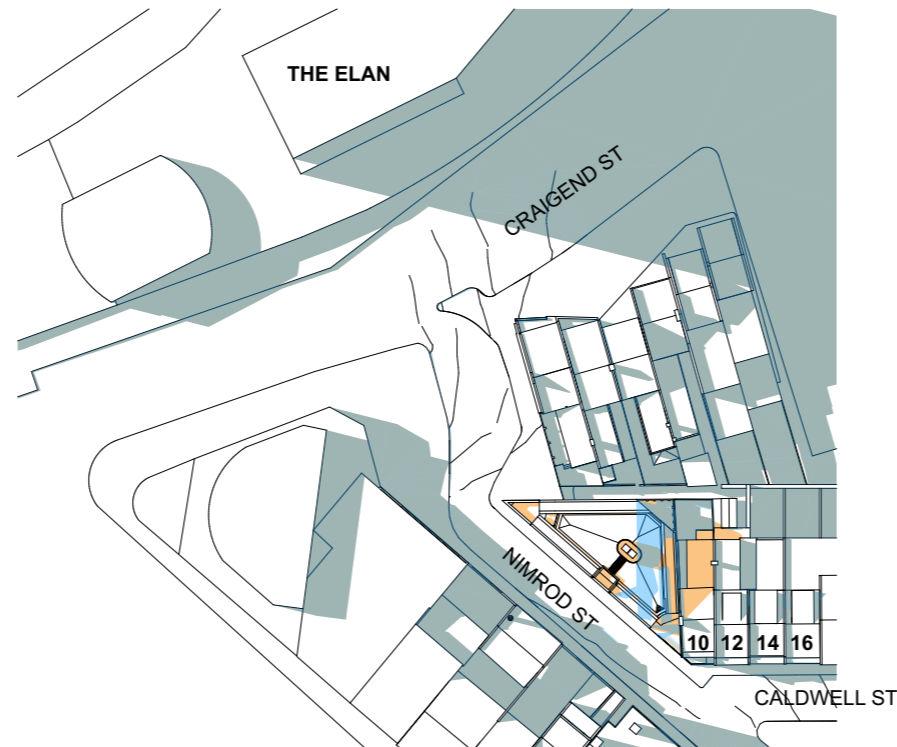 THE ELAN
CRAIGEND ST
NIMROD ST
10 12 14 16
CALDWELL ST